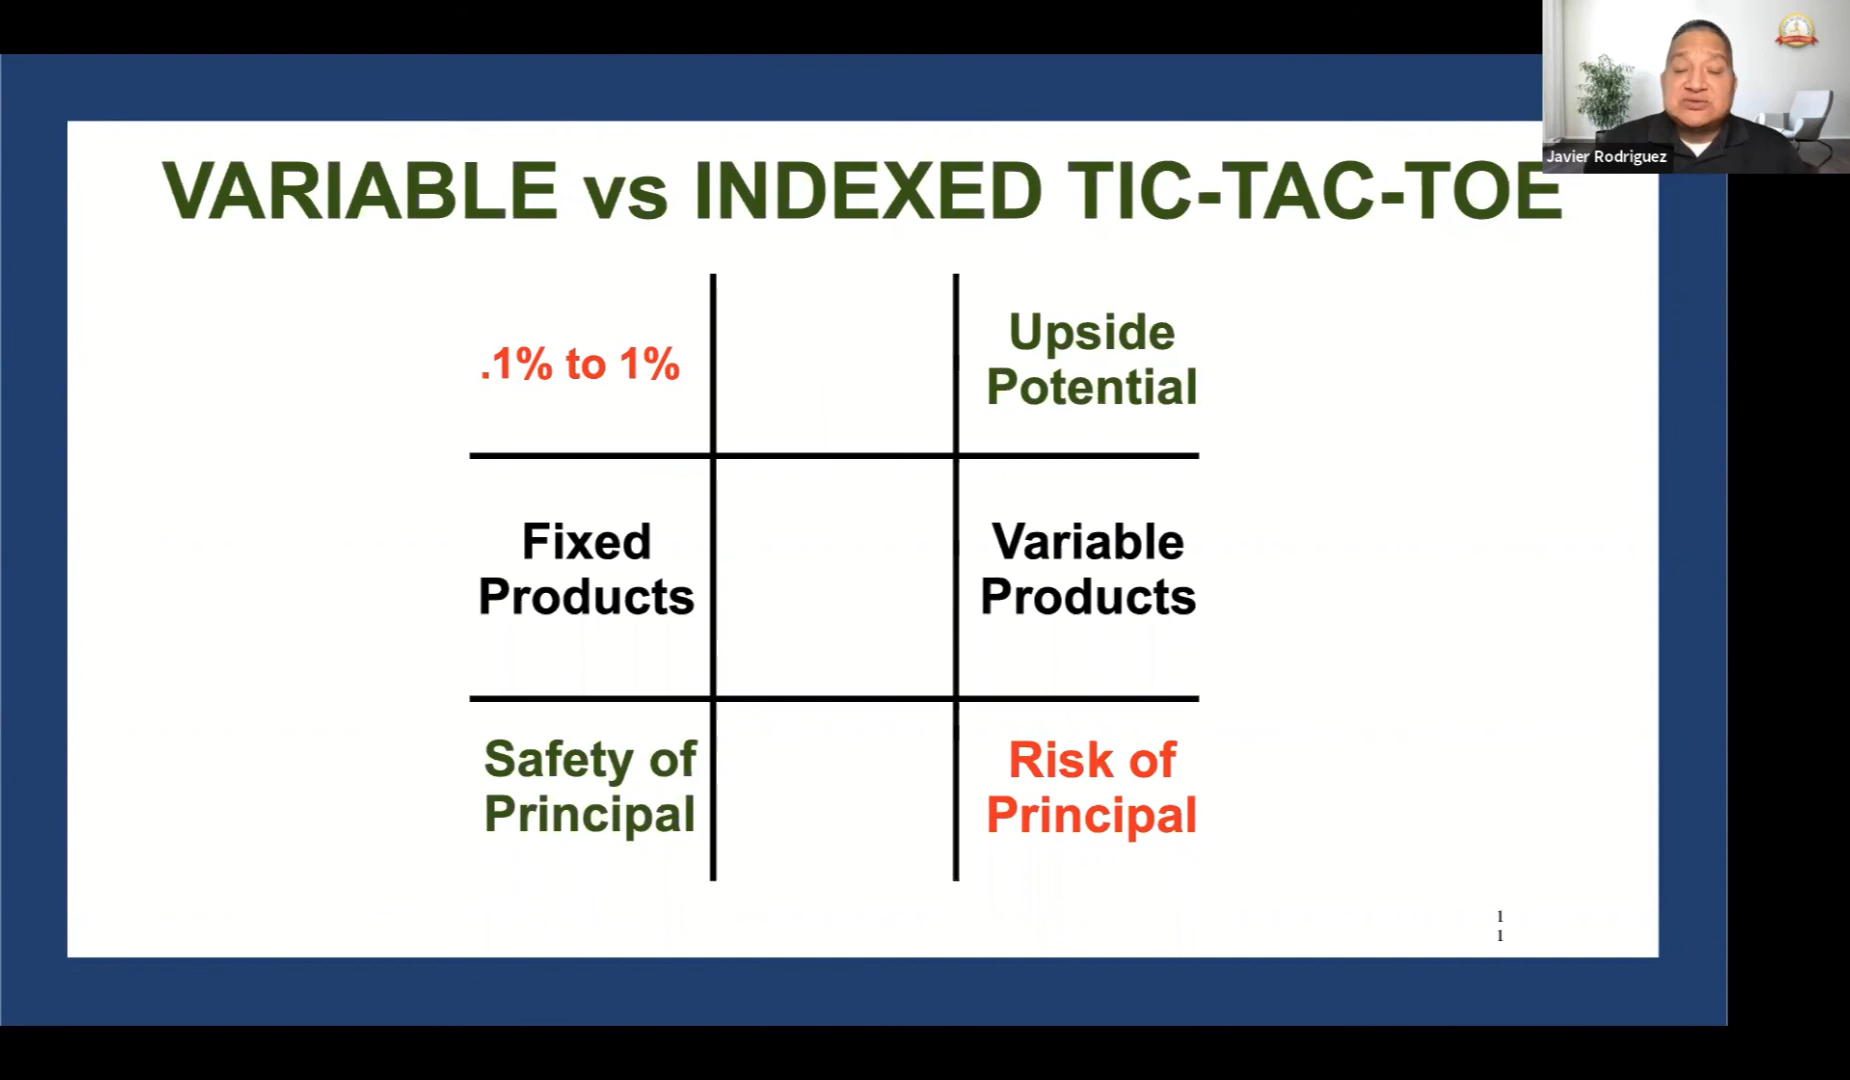 VARIABLE vs INDEXED TIC-TAC-TOE
Javier Rodriguez
.1% to 1%
Upside
Potential
Fixed
Products
Variable
Products
Safety of
Principal
Risk of
Principal
1
1